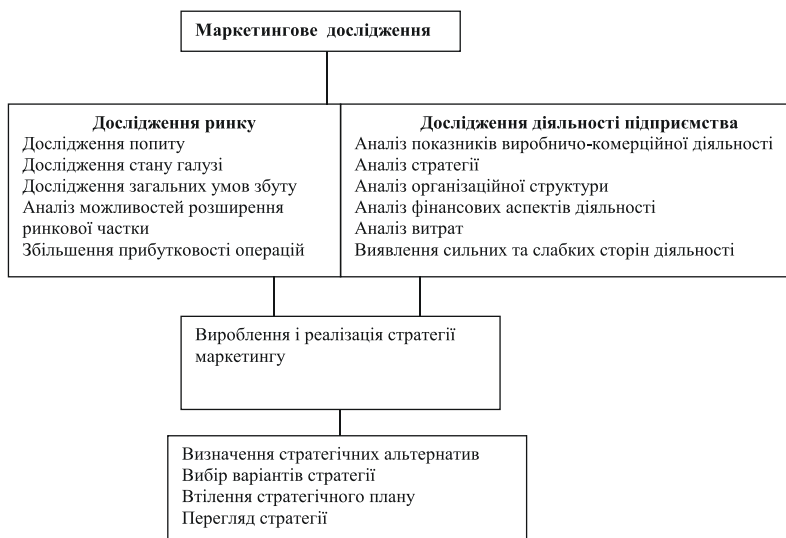 Маркетингове дослідження
Дослідження ринку
Дослідження попиту
Дослідження стану галузі
Дослідження загальних умов збуту
Аналіз можливостей розширення
ринкової частки
Збільшення прибутковості операцій
Дослідження діяльності підприємства
Аналіз показників виробничо-комерційної діяльності
Аналіз стратегії
Аналіз організаційної структури
Аналіз фінансових аспектів діяльності
Аналіз витрат
Виявлення сильних та слабких сторін діяльності
Вироблення і реалізація стратегії
маркетингу
Визначення стратегічних альтернатив
Вибір варіантів стратегії
Втілення стратегічного плану
Перегляд стратегії